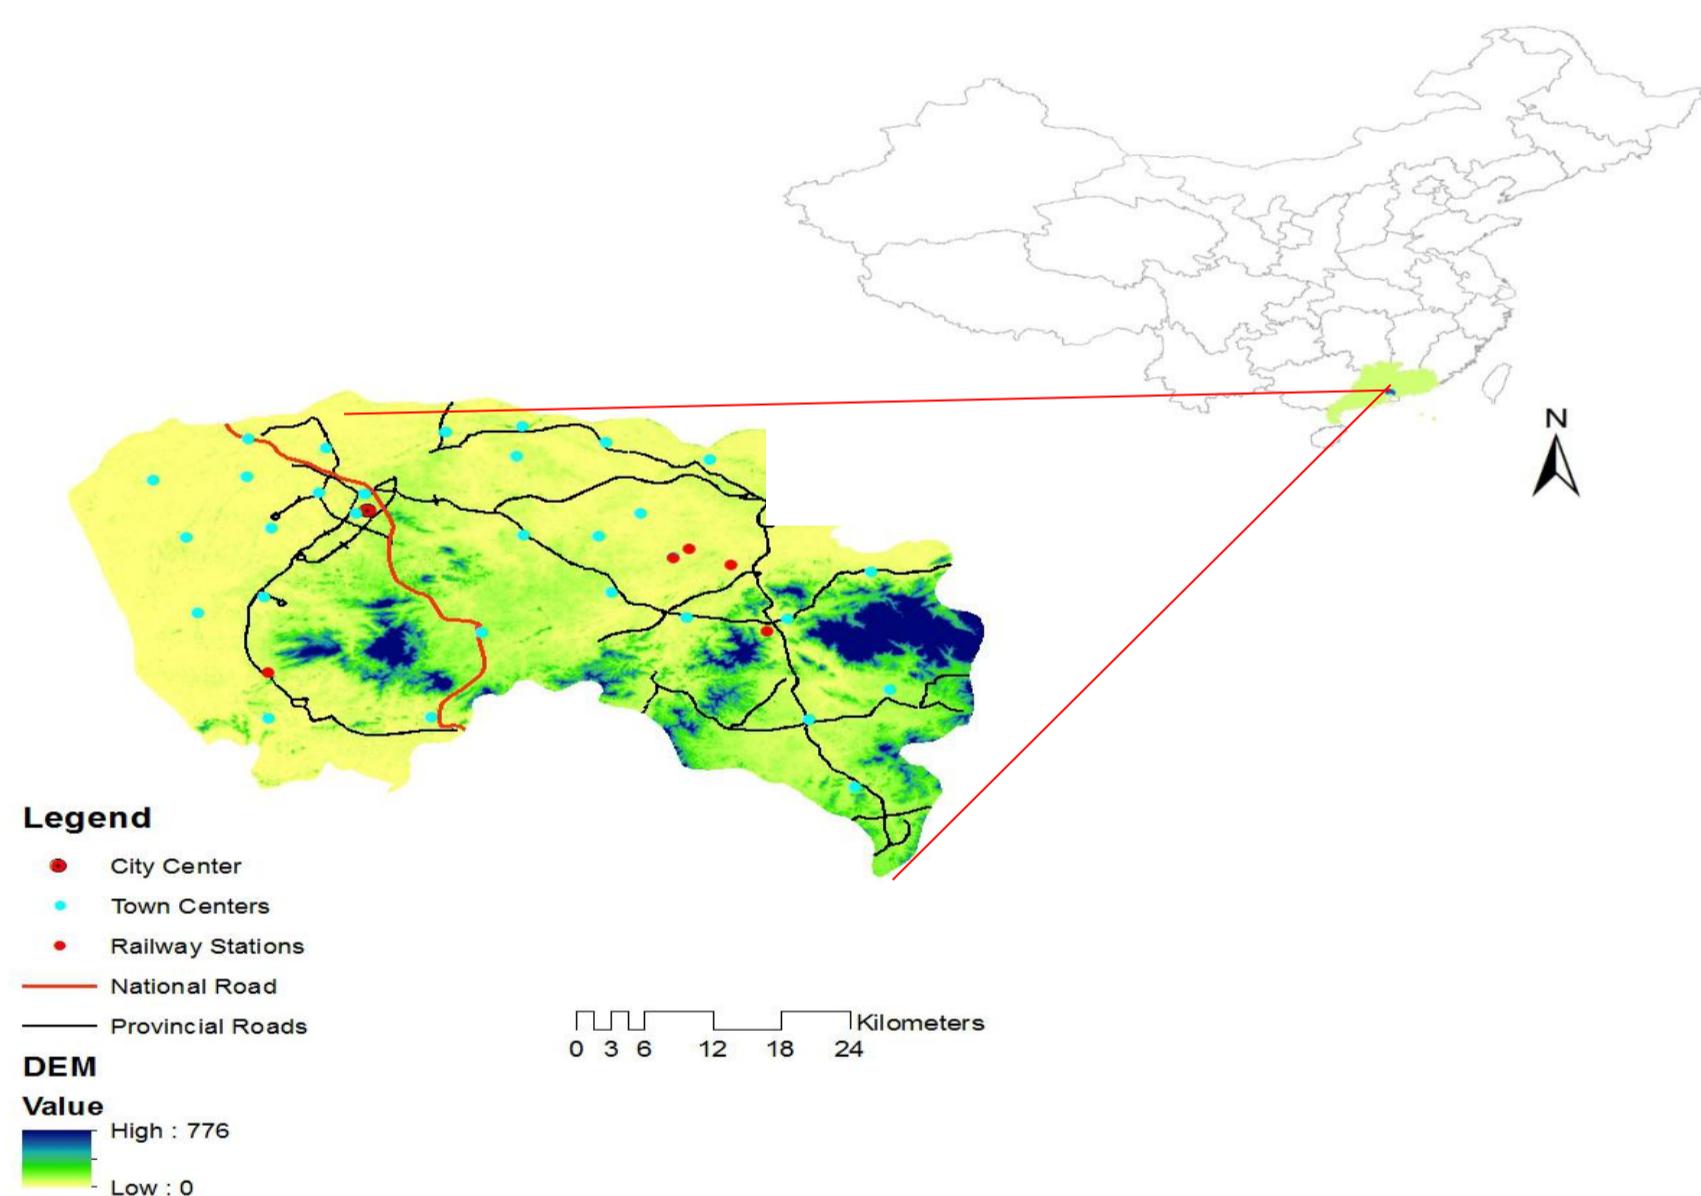 N
Legend
City Center
Town Centers
Railway Stations
National Road
Provincial Roads
Kilometers
0 3 6 12 18 24
DEM
Value
High : 776
Low : 0